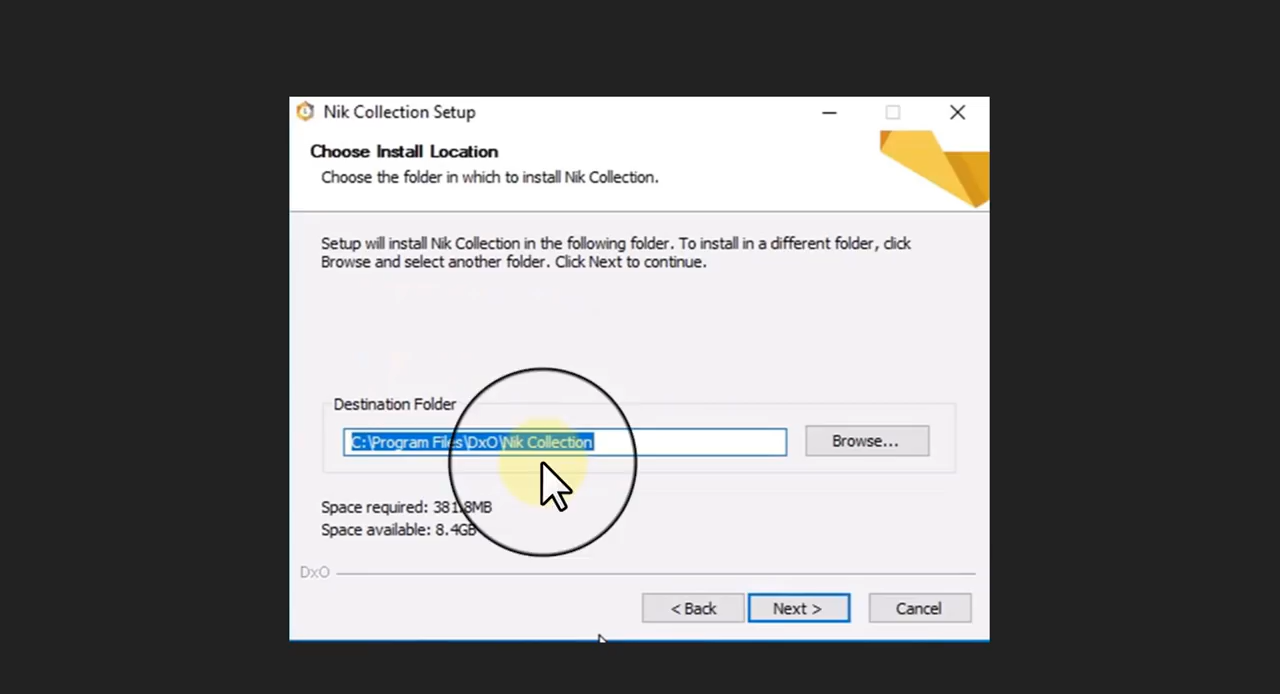 Nik Collection Setup
Choose Install Location
Choose the folder in which to install Nik Collection.
Setup will install Nik Collection in the following folder. To install in a different folder, click
Browse and select another folder. Click Next to continue.
Destination Folder
C:\Program Files\DxO\Nik Collection
Browse...
Space required: 381.8MB
Space available: 8.4GB
DxO
< Back
Next >
Cancel